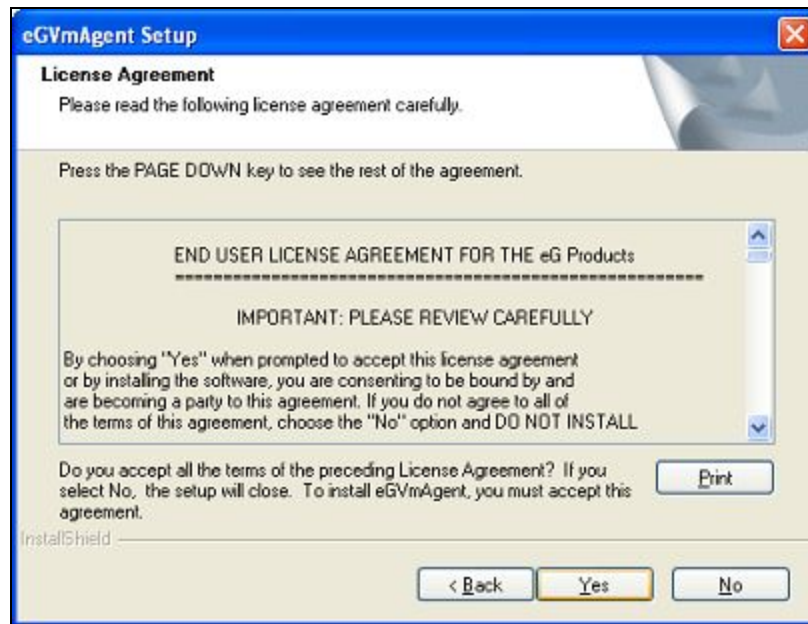 eGVmAgent Setup
License Agreement
Please read the following license agreement carefully.
Press the PAGE DOWN key to see the rest of the agreement.
END USER LICENSE AGREEMENT FOR THE eG Products
=======================================================
IMPORTANT: PLEASE REVIEW CAREFULLY
By choosing "Yes" when prompted to accept this license agreement
or by installing the software, you are consenting to be bound by and
are becoming a party to this agreement. If you do not agree to all of
the terms of this agreement, choose the "No" option and DO NOT INSTALL
Do you accept all the terms of the preceding License Agreement? If you
select No, the setup will close. To install eGVmAgent, you must accept this
agreement.
Print
InstallShield
< Back
Yes
No